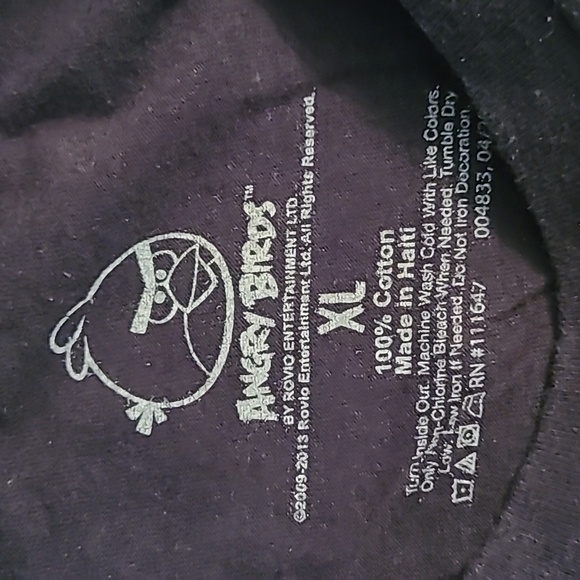 ANGRY BIRDS™
BY ROVIO ENTERTAINMENT LTD.
©2009-2013 Rovio Entertainment Ltd. All Rights Reserved.
XL
100% Cotton
Made in Haiti
Turn Inside Out. Machine Wash Cold With Like Colors.
Only Non-Chlorine Bleach When Needed. Tumble Dry
Low. Low Iron If Needed. Do Not Iron Decoration.
RN #111647 004833, 04/